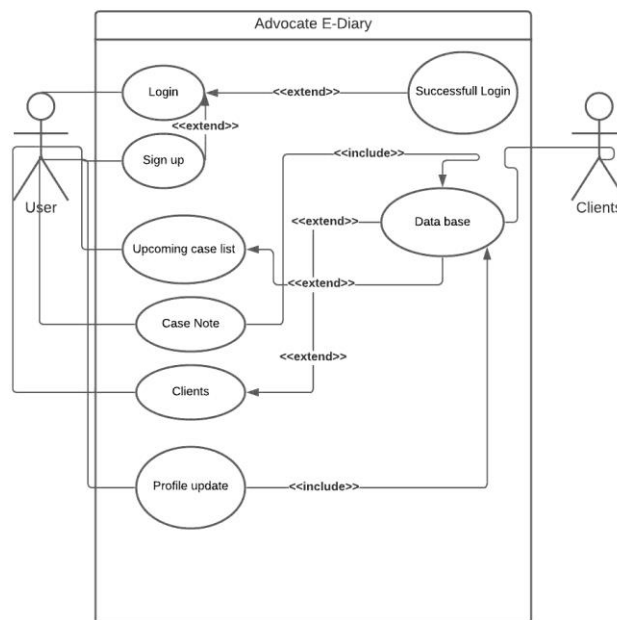 Advocate E-Diary
Login
<<extend>>
Successfull Login
<<extend>>
Sign up
<<include>>
User
Clients
<<extend>>
Data base
Upcoming case list
<<extend>>
Case Note
<<extend>>
Clients
Profile update
<<include>>